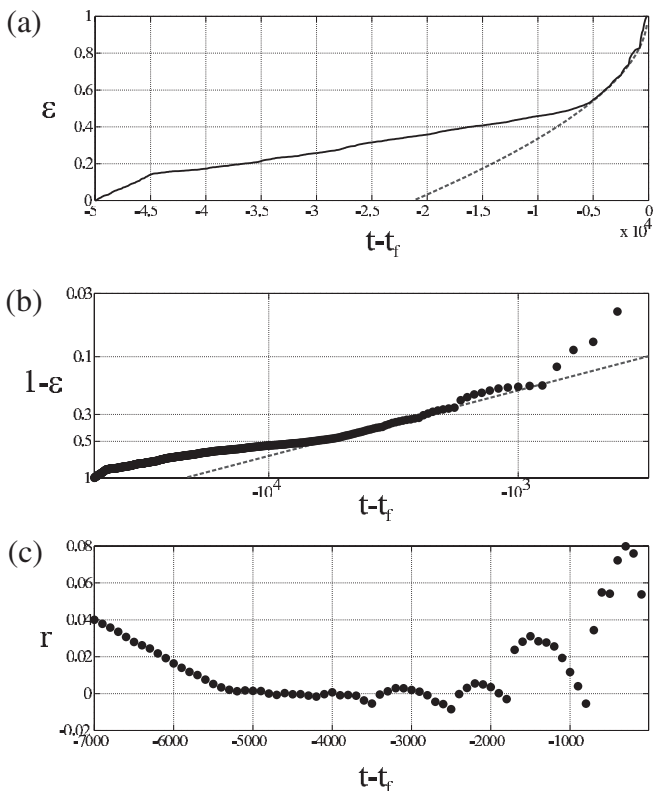 (a)
1
0.8
0.6
0.4
0.2
0
ε
-5 -4.5 -4 -3.5 -3 -2.5 -2 -1.5 -1 -0.5 0
x 10^4
t-t_f
(b)
0.03
0.1
0.3
0.5
1
1-ε
-10^4 -10^3
t-t_f
(c)
0.08
0.06
0.04
0.02
0
-0.02
r
-7000 -6000 -5000 -4000 -3000 -2000 -1000
t-t_f